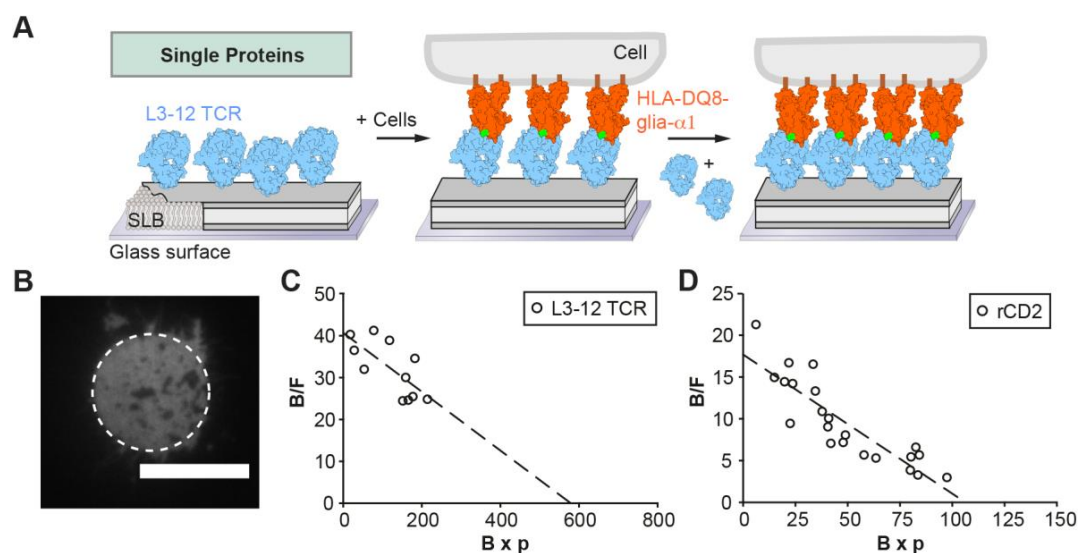 A
Single Proteins
L3-12 TCR
SLB
Glass surface
+ Cells
Cell
HLA-DQ8-
glia-α1
+
B
C
50
40
30
20
10
0
B/F
0
200
400
600
800
B x p
L3-12 TCR
D
25
20
15
10
5
0
B/F
0
25
50
75
100
125
150
B x p
rCD2